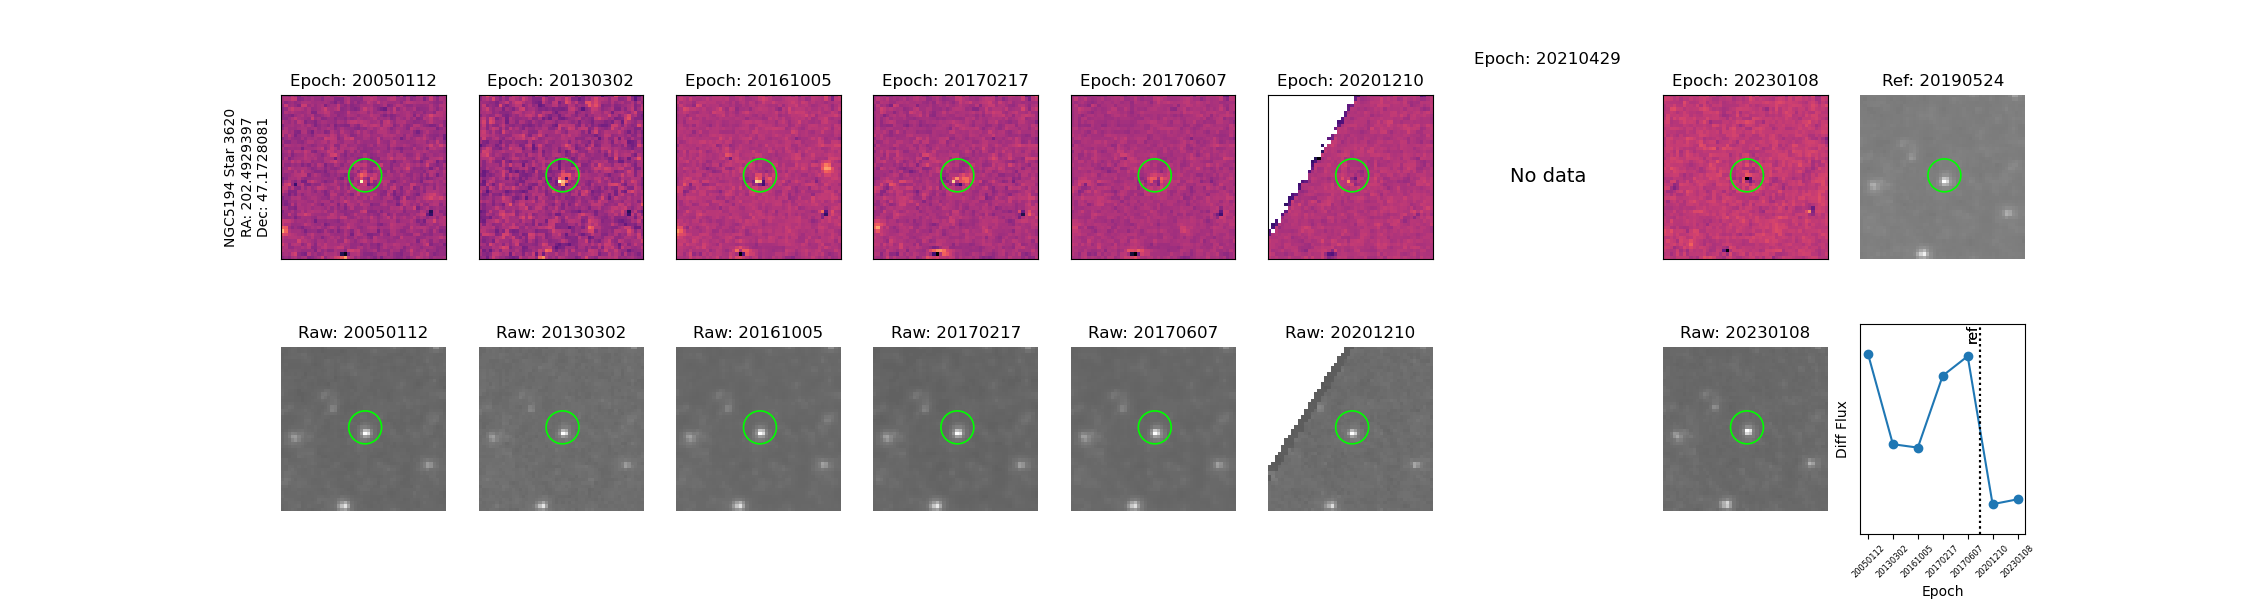 NGC5194 Star 3620
RA: 202.4929397
Dec: 47.1728081
Epoch: 20050112
Epoch: 20130302
Epoch: 20161005
Epoch: 20170217
Epoch: 20170607
Epoch: 20201210
Epoch: 20210429
Epoch: 20230108
Ref: 20190524
No data
Raw: 20050112
Raw: 20130302
Raw: 20161005
Raw: 20170217
Raw: 20170607
Raw: 20201210
Raw: 20230108
ref
Diff Flux
20050112
20130302
20161005
20170217
20170607
20201210
20230108
Epoch